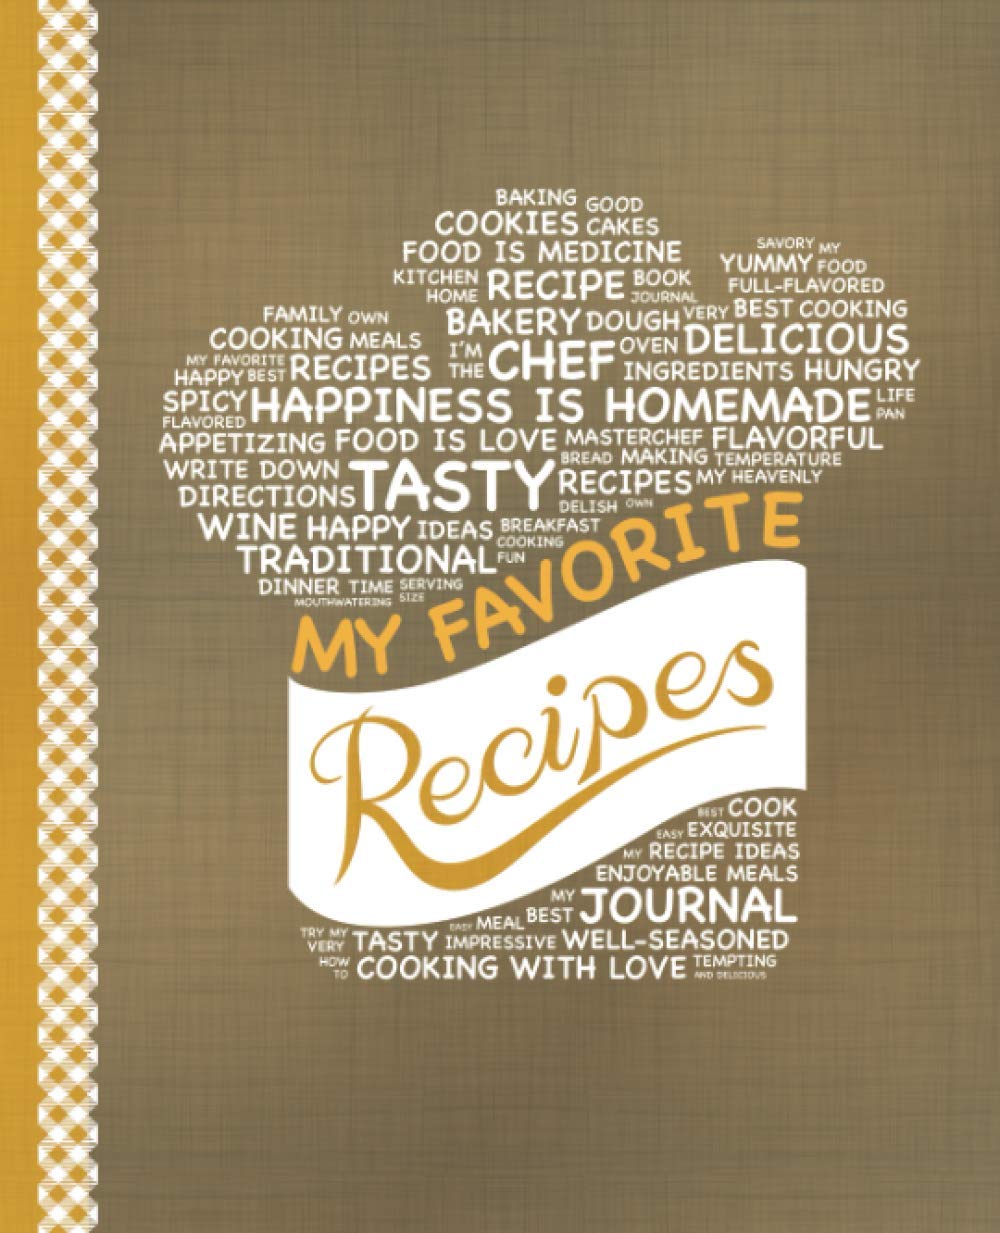 BAKING GOOD
COOKIES CAKES
FOOD IS MEDICINE
SAVORY MY
YUMMY FOOD
KITCHEN HOME RECIPE BOOK JOURNAL
FULL-FLAVORED
FAMILY OWN
BAKERY DOUGH VERY BEST COOKING
COOKING MEALS
I'M THE CHEF OVEN DELICIOUS
MY FAVORITE
HAPPY BEST RECIPES
INGREDIENTS HUNGRY
SPICY FLAVORED HAPPINESS IS HOMEMADE LIFE PAN
APPETIZING FOOD IS LOVE MASTERCHEF FLAVORFUL
WRITE DOWN TASTY BREAD MAKING TEMPERATURE
DIRECTIONS RECIPES MY HEAVENLY
DELISH OWN
WINE HAPPY IDEAS BREAKFAST
COOKING
TRADITIONAL FUN
DINNER TIME SERVING SIZE
MOUTHWATERING
MY FAVORITE
Recipes
BEST COOK
EASY EXQUISITE
MY RECIPE IDEAS
ENJOYABLE MEALS
MY JOURNAL
EASY MEAL BEST
TRY MY VERY TASTY IMPRESSIVE WELL-SEASONED
HOW TO COOKING WITH LOVE TEMPTING
AND DELICIOUS